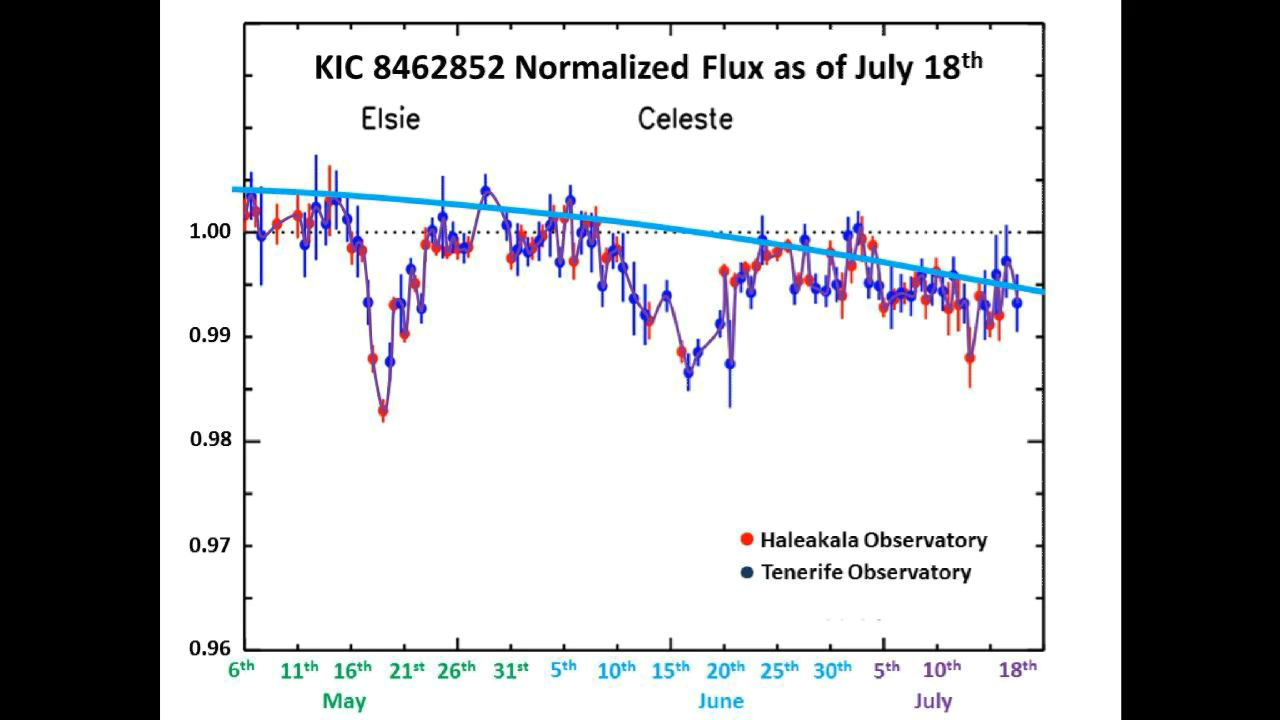 KIC 8462852 Normalized Flux as of July 18th
Elsie Celeste
1.00
0.99
0.98
0.97
0.96
Haleakala Observatory
Tenerife Observatory
6th 11th 16th 21st 26th 31st 5th 10th 15th 20th 25th 30th 5th 10th 18th
May June July